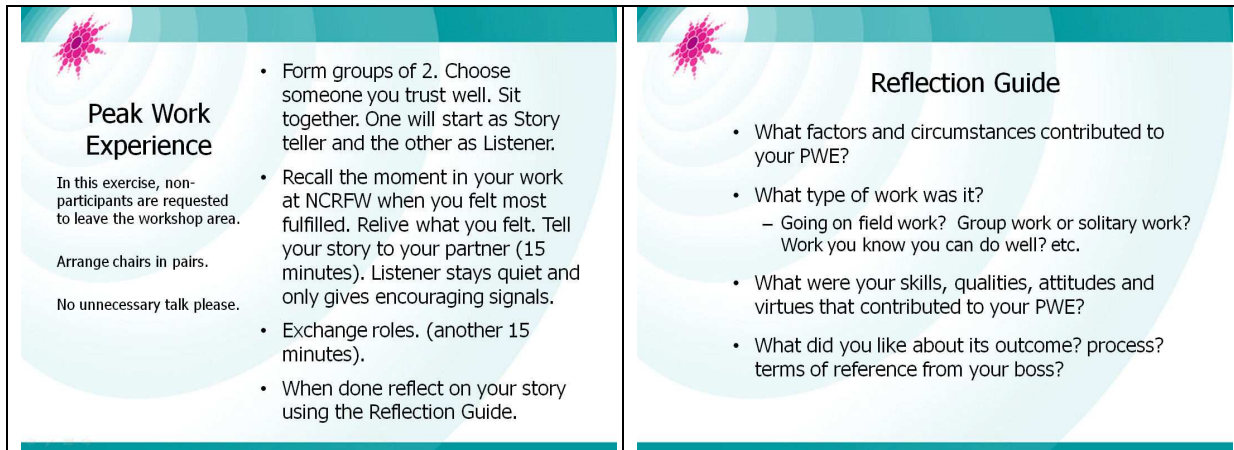 Peak Work
Experience
In this exercise, non-
participants are requested
to leave the workshop area.
Arrange chairs in pairs.
No unnecessary talk please.
• Form groups of 2. Choose
someone you trust well. Sit
together. One will start as Story
teller and the other as Listener.
• Recall the moment in your work
at NCRFW when you felt most
fulfilled. Relive what you felt. Tell
your story to your partner (15
minutes). Listener stays quiet and
only gives encouraging signals.
• Exchange roles. (another 15
minutes).
• When done reflect on your story
using the Reflection Guide.
Reflection Guide
• What factors and circumstances contributed to
your PWE?
• What type of work was it?
– Going on field work? Group work or solitary work?
Work you know you can do well? etc.
• What were your skills, qualities, attitudes and
virtues that contributed to your PWE?
• What did you like about its outcome? process?
terms of reference from your boss?